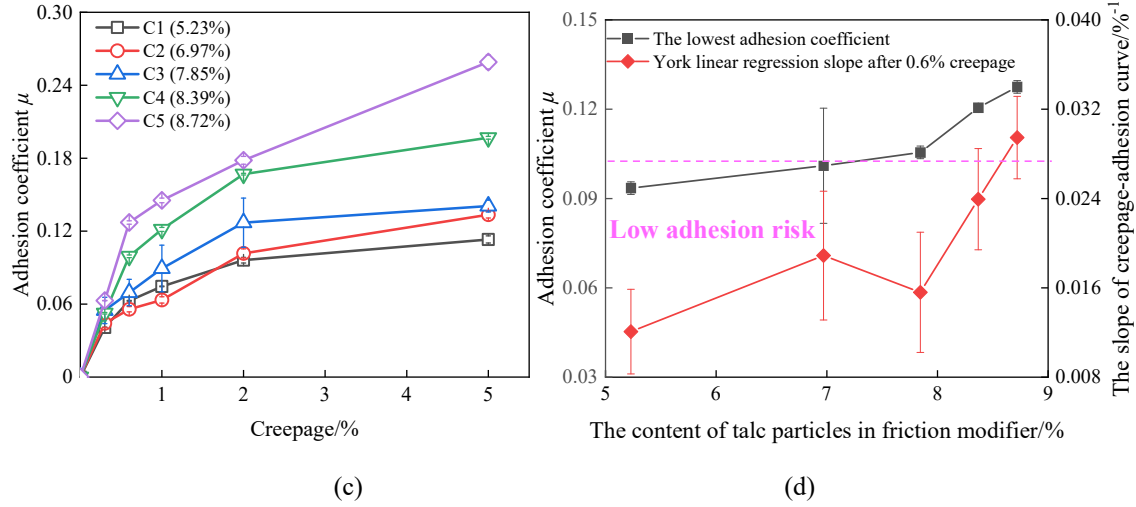 Adhesion coefficient μ
0.30
0.24
0.18
0.12
0.06
0
C1 (5.23%)
C2 (6.97%)
C3 (7.85%)
C4 (8.39%)
C5 (8.72%)
1
2
3
4
5
Creepage/%
(c)
Adhesion coefficient μ
0.15
0.12
0.09
0.06
0.03
The lowest adhesion coefficient
York linear regression slope after 0.6% creepage
Low adhesion risk
0.040
0.032
0.024
0.016
0.008
The slope of creepage-adhesion curve/%⁻¹
5
6
7
8
9
The content of talc particles in friction modifier/%
(d)